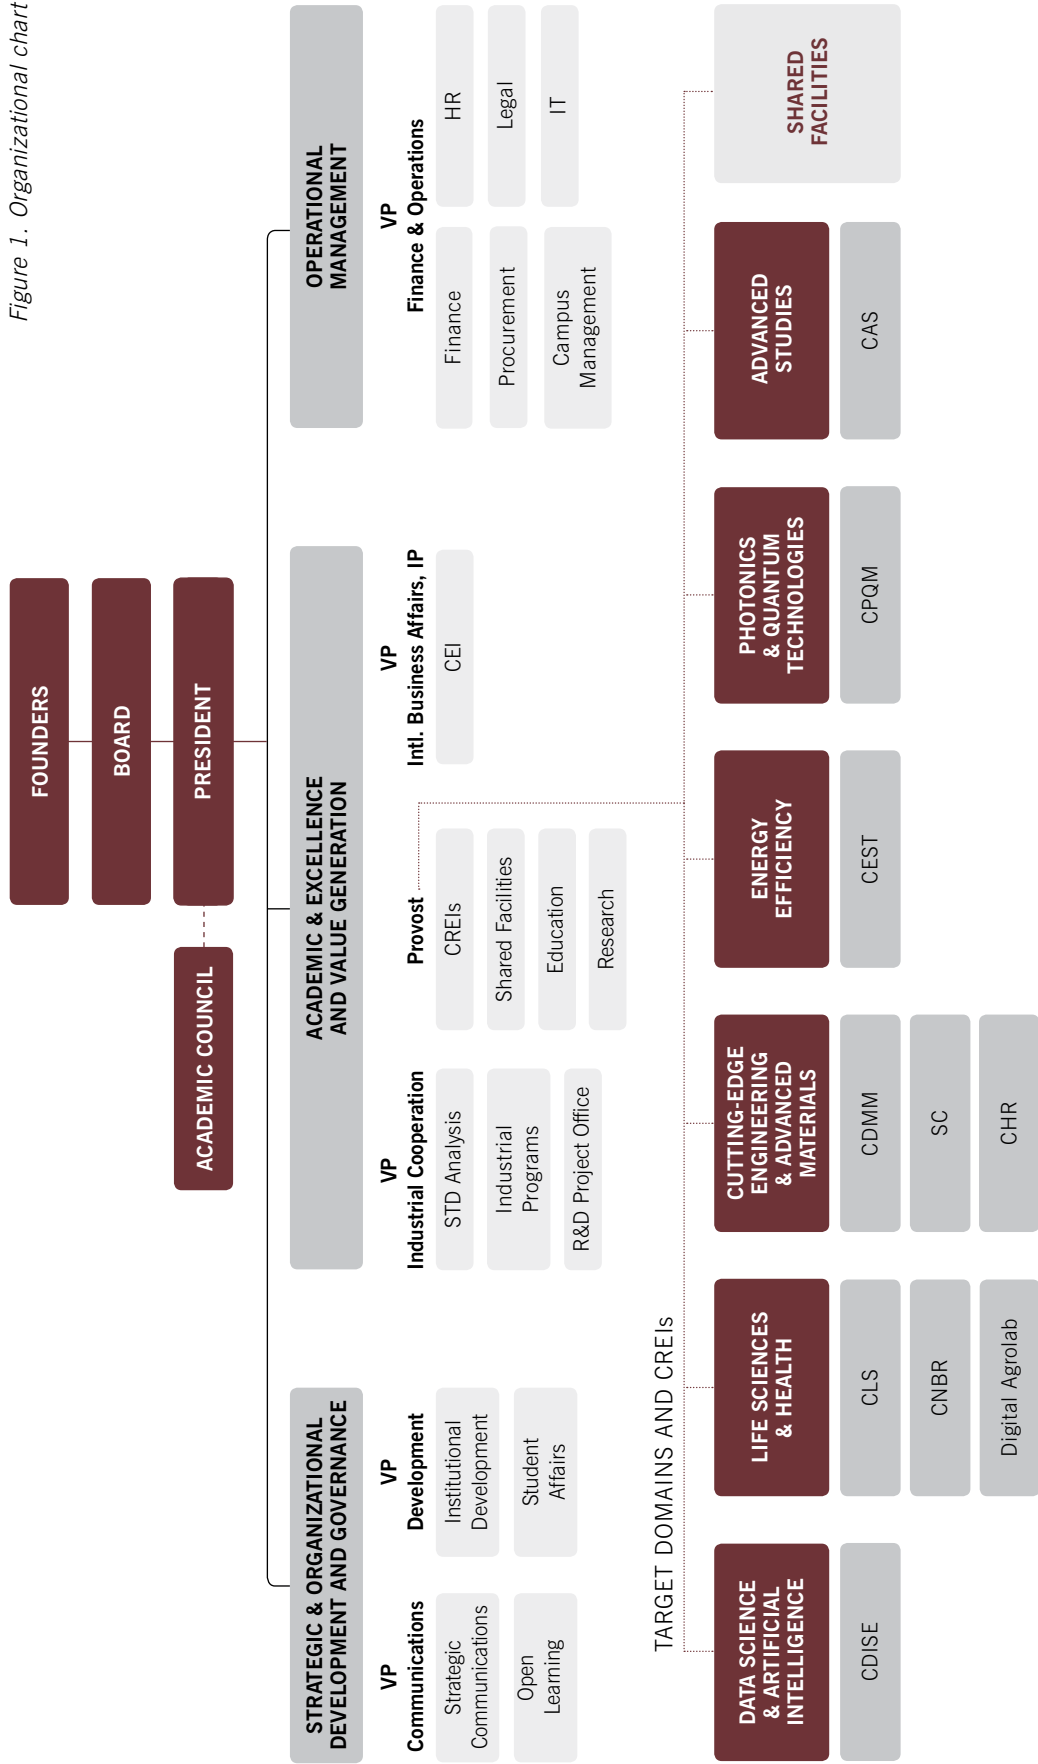 Figure 1. Organizational chart
FOUNDERS
BOARD
ACADEMIC COUNCIL
PRESIDENT
STRATEGIC & ORGANIZATIONAL
DEVELOPMENT AND GOVERNANCE
ACADEMIC & EXCELLENCE
AND VALUE GENERATION
OPERATIONAL
MANAGEMENT
VP
Communications
Strategic
Communications
Open
Learning
VP
Development
Institutional
Development
Student
Affairs
VP
Industrial Cooperation
STD Analysis
Industrial
Programs
R&D Project Office
Provost
CREIs
Shared Facilities
Education
Research
VP
Intl. Business Affairs, IP
CEI
VP
Finance & Operations
Finance
Procurement
Campus
Management
HR
Legal
IT
TARGET DOMAINS AND CREIs
DATA SCIENCE
& ARTIFICIAL
INTELLIGENCE
CDISE
LIFE SCIENCES
& HEALTH
CLS
CNBR
Digital Agrolab
CUTTING-EDGE
ENGINEERING
& ADVANCED
MATERIALS
CDMM
SC
CHR
ENERGY
EFFICIENCY
CEST
PHOTONICS
& QUANTUM
TECHNOLOGIES
CPQM
ADVANCED
STUDIES
CAS
SHARED
FACILITIES